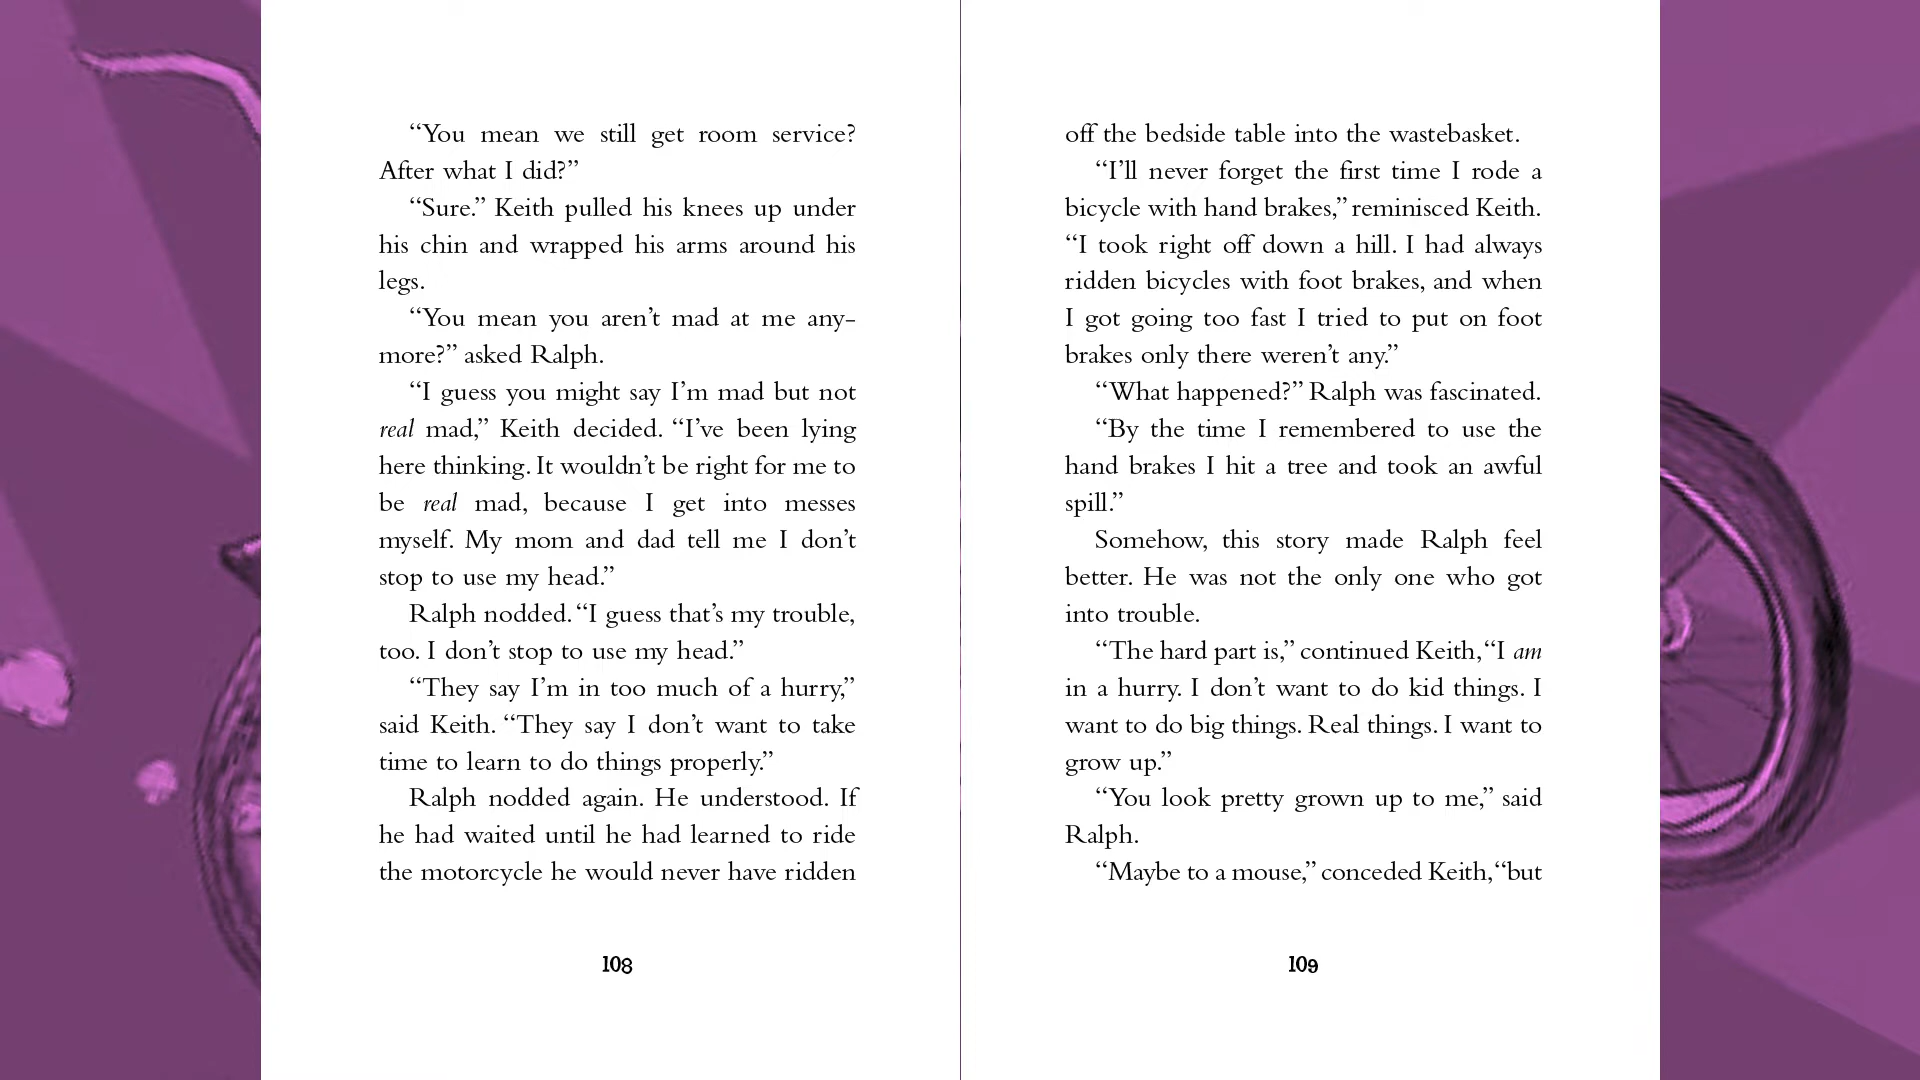 “You mean we still get room service?
After what I did?”
“Sure.” Keith pulled his knees up under
his chin and wrapped his arms around his
legs.
“You mean you aren’t mad at me any-
more?” asked Ralph.
“I guess you might say I’m mad but not
real mad,” Keith decided. “I’ve been lying
here thinking. It wouldn’t be right for me to
be real mad, because I get into messes
myself. My mom and dad tell me I don’t
stop to use my head.”
Ralph nodded. “I guess that’s my trouble,
too. I don’t stop to use my head.”
“They say I’m in too much of a hurry,”
said Keith. “They say I don’t want to take
time to learn to do things properly.”
Ralph nodded again. He understood. If
he had waited until he had learned to ride
the motorcycle he would never have ridden
108
off the bedside table into the wastebasket.
“I’ll never forget the first time I rode a
bicycle with hand brakes,” reminisced Keith.
“I took right off down a hill. I had always
ridden bicycles with foot brakes, and when
I got going too fast I tried to put on foot
brakes only there weren’t any.”
“What happened?” Ralph was fascinated.
“By the time I remembered to use the
hand brakes I hit a tree and took an awful
spill.”
Somehow, this story made Ralph feel
better. He was not the only one who got
into trouble.
“The hard part is,” continued Keith, “I am
in a hurry. I don’t want to do kid things. I
want to do big things. Real things. I want to
grow up.”
“You look pretty grown up to me,” said
Ralph.
“Maybe to a mouse,” conceded Keith, “but
109